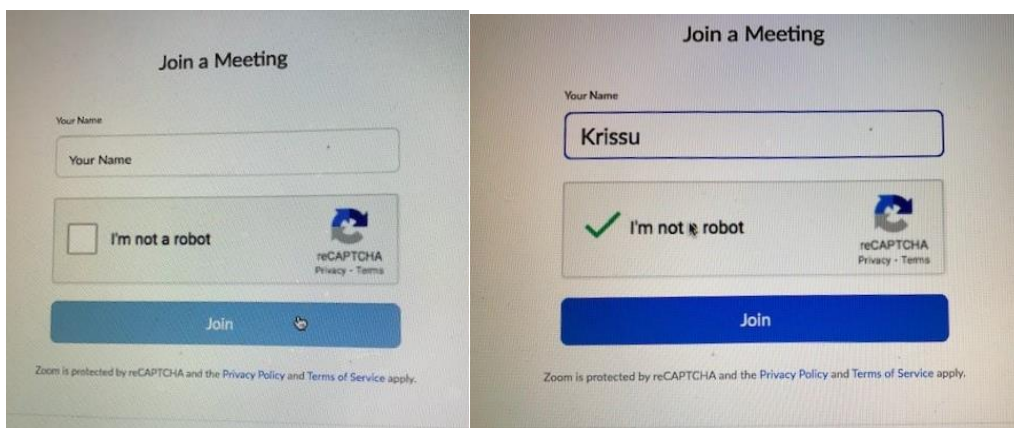 Join a Meeting
Your Name
Your Name
I'm not a robot
reCAPTCHA
Privacy - Terms
Join
Zoom is protected by reCAPTCHA and the Privacy Policy and Terms of Service apply.
Join a Meeting
Your Name
Krissu
I'm not robot
reCAPTCHA
Privacy - Terms
Join
Zoom is protected by reCAPTCHA and the Privacy Policy and Terms of Service apply.